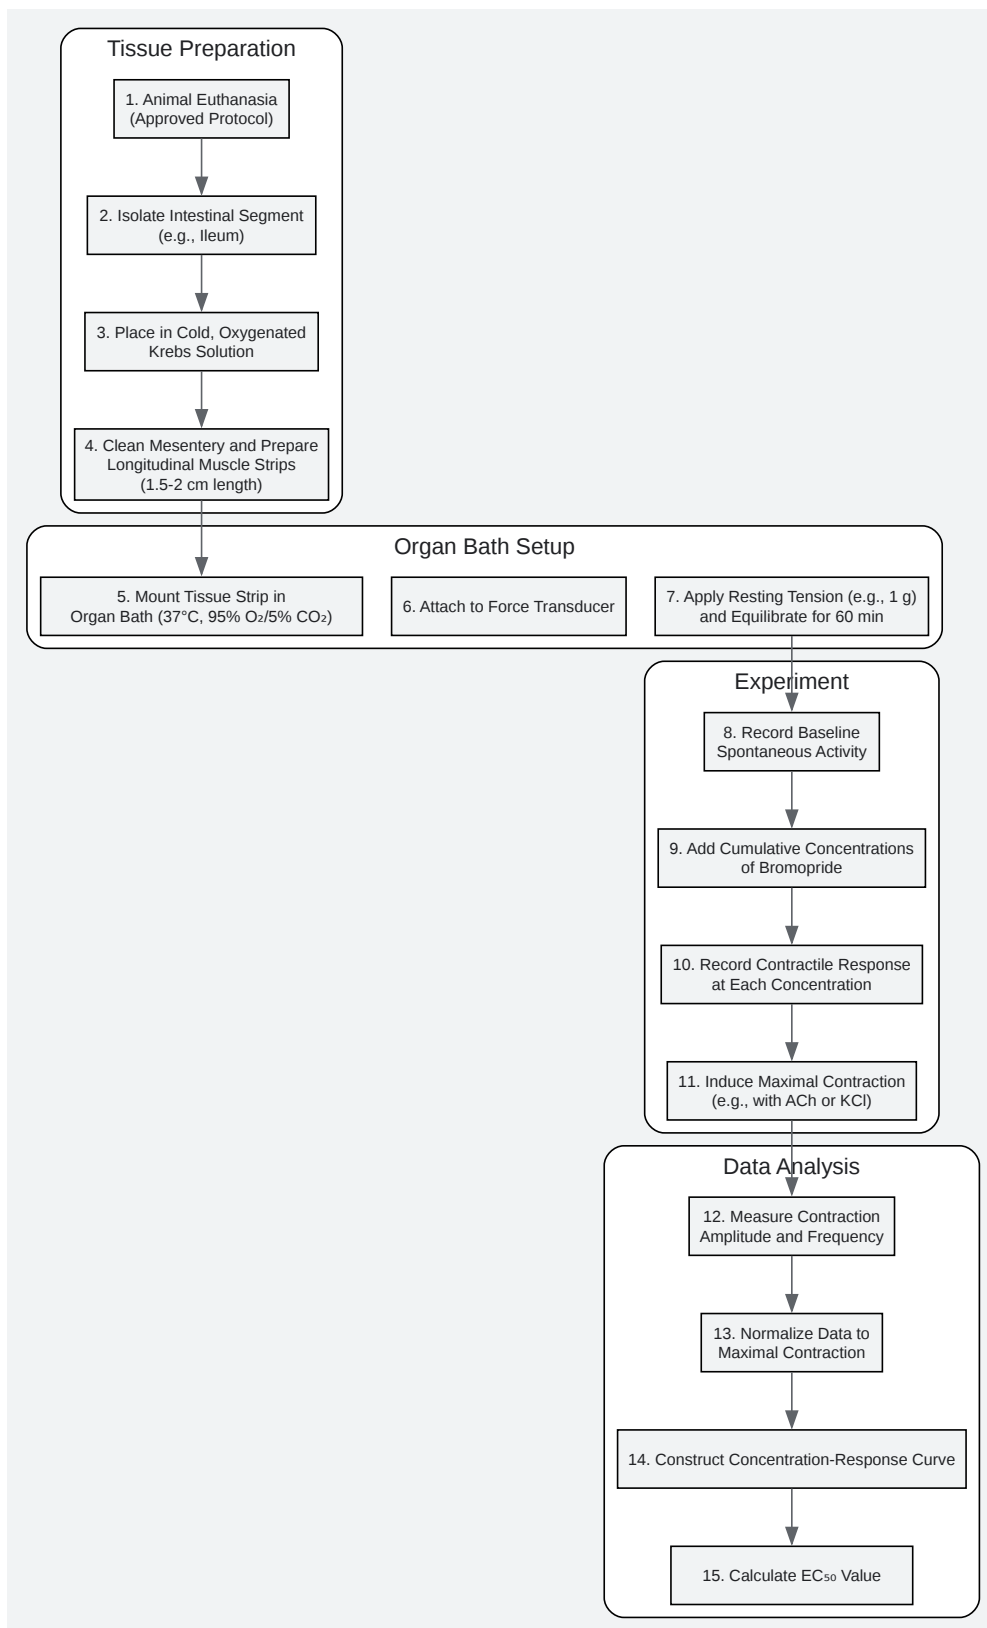 Tissue Preparation
1. Animal Euthanasia
(Approved Protocol)
2. Isolate Intestinal Segment
(e.g., Ileum)
3. Place in Cold, Oxygenated
Krebs Solution
4. Clean Mesentery and Prepare
Longitudinal Muscle Strips
(1.5-2 cm length)
Organ Bath Setup
5. Mount Tissue Strip in
Organ Bath (37°C, 95% O₂/5% CO₂)
6. Attach to Force Transducer
7. Apply Resting Tension (e.g., 1 g)
and Equilibrate for 60 min
Experiment
8. Record Baseline
Spontaneous Activity
9. Add Cumulative Concentrations
of Bromopride
10. Record Contractile Response
at Each Concentration
11. Induce Maximal Contraction
(e.g., with ACh or KCl)
Data Analysis
12. Measure Contraction
Amplitude and Frequency
13. Normalize Data to
Maximal Contraction
14. Construct Concentration-Response Curve
15. Calculate EC₅₀ Value